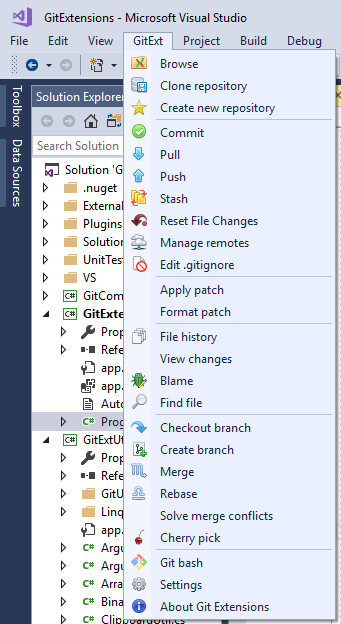 GitExtensions - Microsoft Visual Studio
File Edit View GitExt Project Build Debug
Toolbox
Data Sources
Solution Explorer
Search Solution
Solution 'G
.nuget
External
Plugins
Solution
UnitTest
VS
GitCom
GitExte
Prop
Refe
app.
app.
Auto
Prog
GitExtUt
Prop
Refe
GitU
Linq
app.
Argu
Argu
Array
Bina
ClipboardUtil.cs
Browse
Clone repository
Create new repository
Commit
Pull
Push
Stash
Reset File Changes
Manage remotes
Edit .gitignore
Apply patch
Format patch
File history
View changes
Blame
Find file
Checkout branch
Create branch
Merge
Rebase
Solve merge conflicts
Cherry pick
Git bash
Settings
About Git Extensions